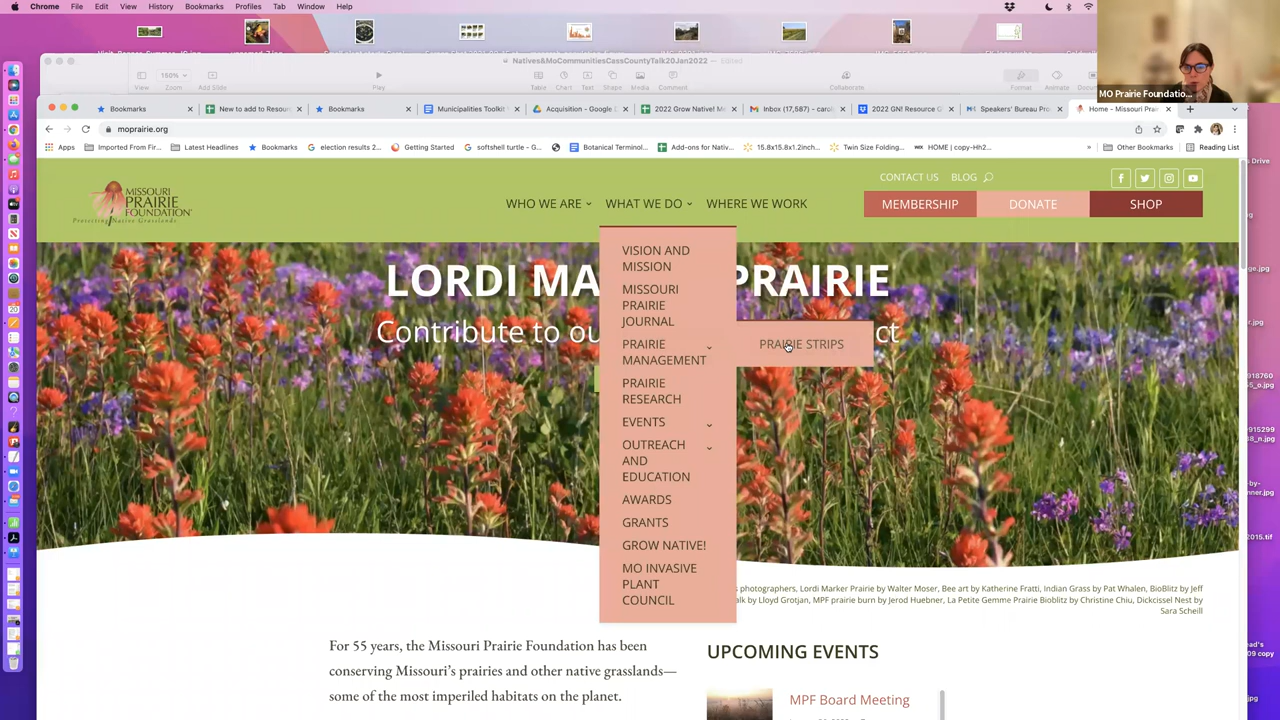 Chrome File Edit View History Bookmarks Profiles Tab Window Help
Natives&MoCommunitiesCassCountyTalk20Jan2022 — Edited
150%
View Zoom Add Slide Play Table Chart Text Shape Media Comment Collaborate Format Animate
MO Prairie Foundatio...
Bookmarks New to add to Resour Bookmarks Municipalities Toolkit Acquisition - Google 2022 Grow Native! M Inbox (17,587) - carol 2022 GN! Resource G Speakers' Bureau Pro Home - Missouri Prair
moprairie.org
Apps Imported From Fir... Latest Headlines Bookmarks election results 2... Getting Started softshell turtle - G... Botanical Terminol... Add-ons for Nativ... 15.8x15.8x1.2inch... Twin Size Folding... HOME | copy-Hh2... » Other Bookmarks Reading List
CONTACT US BLOG
MISSOURI
PRAIRIE
FOUNDATION
Protecting Native Grasslands
WHO WE ARE WHAT WE DO WHERE WE WORK MEMBERSHIP DONATE SHOP
LORDI MA PRAIRIE
Contribute to ou ct
VISION AND
MISSION
MISSOURI
PRAIRIE
JOURNAL
PRAIRIE
MANAGEMENT
PRAIRIE STRIPS
PRAIRIE
RESEARCH
EVENTS
OUTREACH
AND
EDUCATION
AWARDS
GRANTS
GROW NATIVE!
MO INVASIVE
PLANT
COUNCIL
photographers, Lordi Marker Prairie by Walter Moser, Bee art by Katherine Fratti, Indian Grass by Pat Whalen, BioBlitz by Jeff
by Lloyd Grotjan, MPF prairie burn by Jerod Huebner, La Petite Gemme Prairie Bioblitz by Christine Chiu, Dickcissel Nest by
Sara Scheil
For 55 years, the Missouri Prairie Foundation has been
conserving Missouri's prairies and other native grasslands—
some of the most imperiled habitats on the planet.
UPCOMING EVENTS
MPF Board Meeting